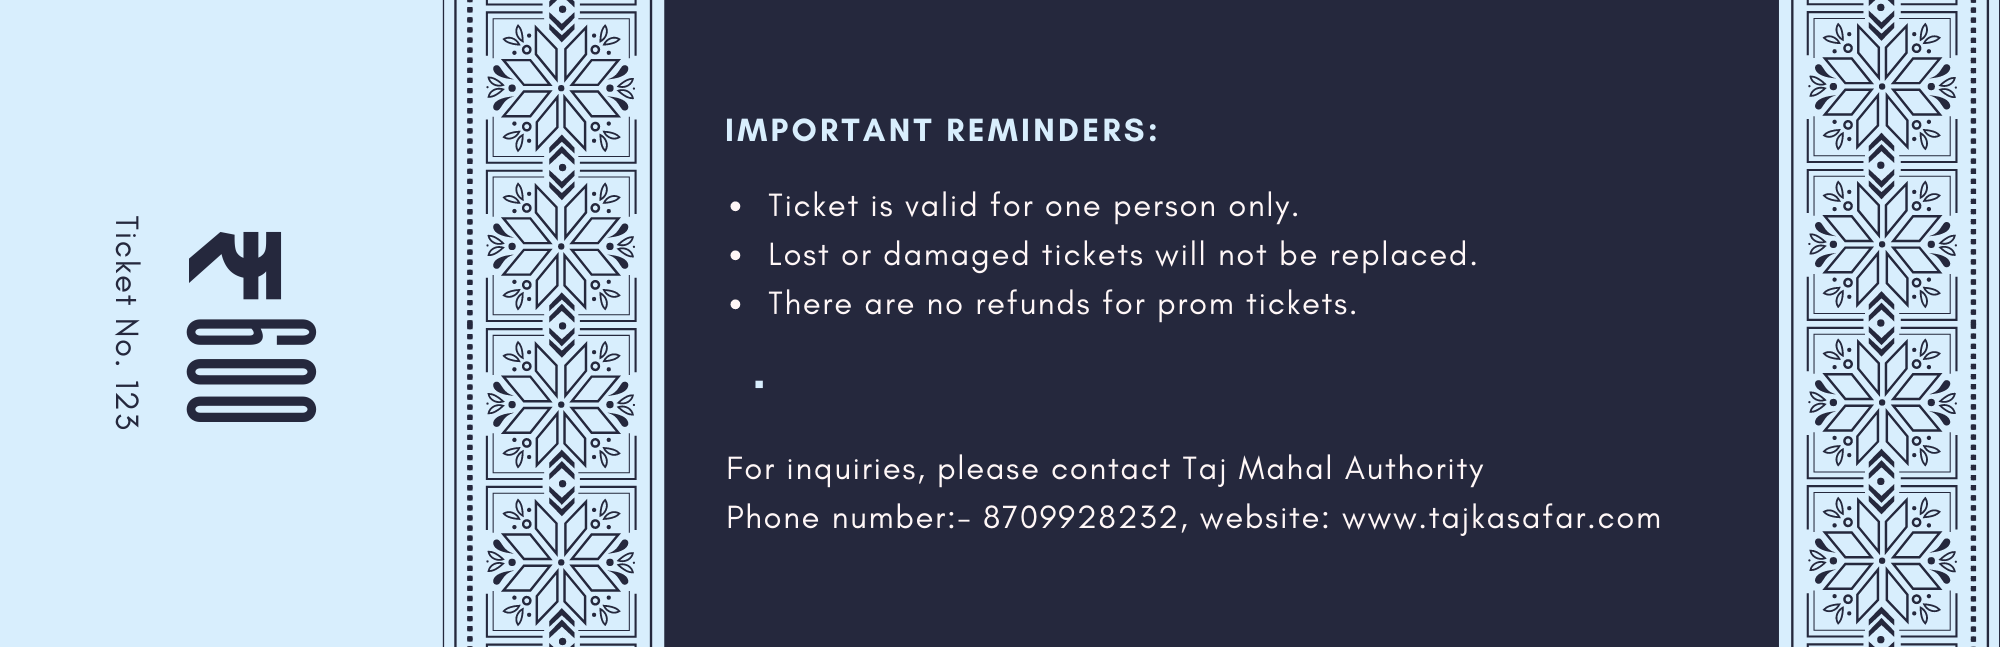 ₹ 600
Ticket No. 123
IMPORTANT REMINDERS:
• Ticket is valid for one person only.
• Lost or damaged tickets will not be replaced.
• There are no refunds for prom tickets.
.
For inquiries, please contact Taj Mahal Authority
Phone number:- 8709928232, website: www.tajkasafar.com